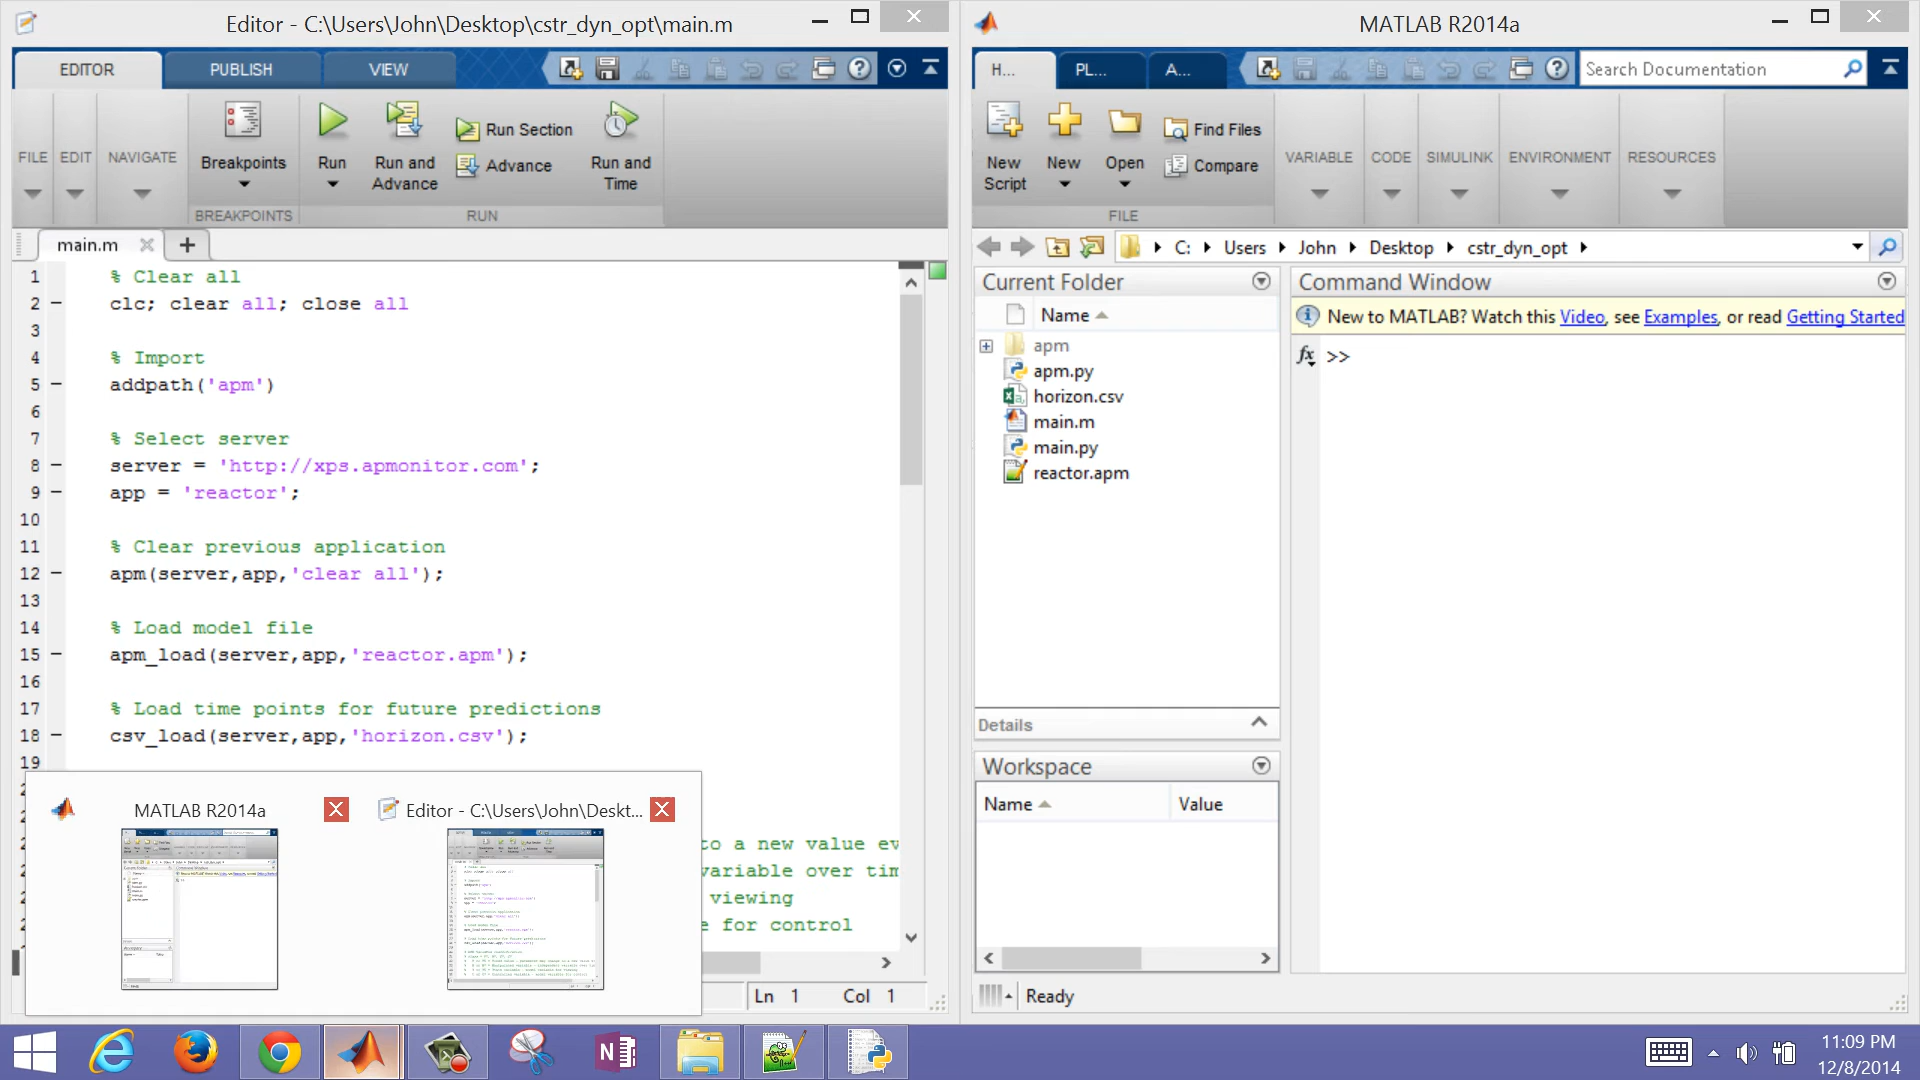 Editor - C:\Users\John\Desktop\cstr_dyn_opt\main.m
EDITOR
PUBLISH
VIEW
FILE
EDIT
NAVIGATE
Breakpoints
Run
Run and
Advance
Run Section
Advance
Run and
Time
BREAKPOINTS
RUN
main.m
1 % Clear all
2 clc; clear all; close all
3
4 % Import
5 addpath('apm')
6
7 % Select server
8 server = 'http://xps.apmonitor.com';
9 app = 'reactor';
10
11 % Clear previous application
12 apm(server,app,'clear all');
13
14 % Load model file
15 apm_load(server,app,'reactor.apm');
16
17 % Load time points for future predictions
18 csv_load(server,app,'horizon.csv');
19
to a new value ev
variable over tim
viewing
e for control
MATLAB R2014a
Editor - C:\Users\John\Deskt...
Ln 1 Col 1
MATLAB R2014a
H...
PL...
A...
Search Documentation
New
Script
New
Open
Find Files
Compare
VARIABLE
CODE
SIMULINK
ENVIRONMENT
RESOURCES
FILE
C: Users John Desktop cstr_dyn_opt
Current Folder
Name
apm
apm.py
horizon.csv
main.m
main.py
reactor.apm
Details
Workspace
Name Value
Command Window
New to MATLAB? Watch this Video, see Examples, or read Getting Started
fx >>
Ready
11:09 PM
12/8/2014